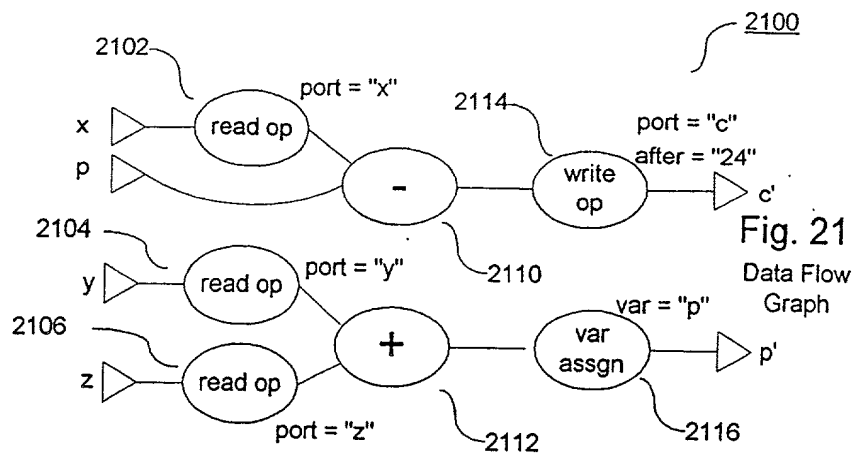 2100
2102
port = "x"
2114
port = "c"
x
read op
after = "24"
p
-
write
op
c'
Fig. 21
Data Flow
Graph
2104
port = "y"
2110
y
read op
var = "p"
2106
+
var
assgn
p'
z
read op
port = "z"
2112
2116